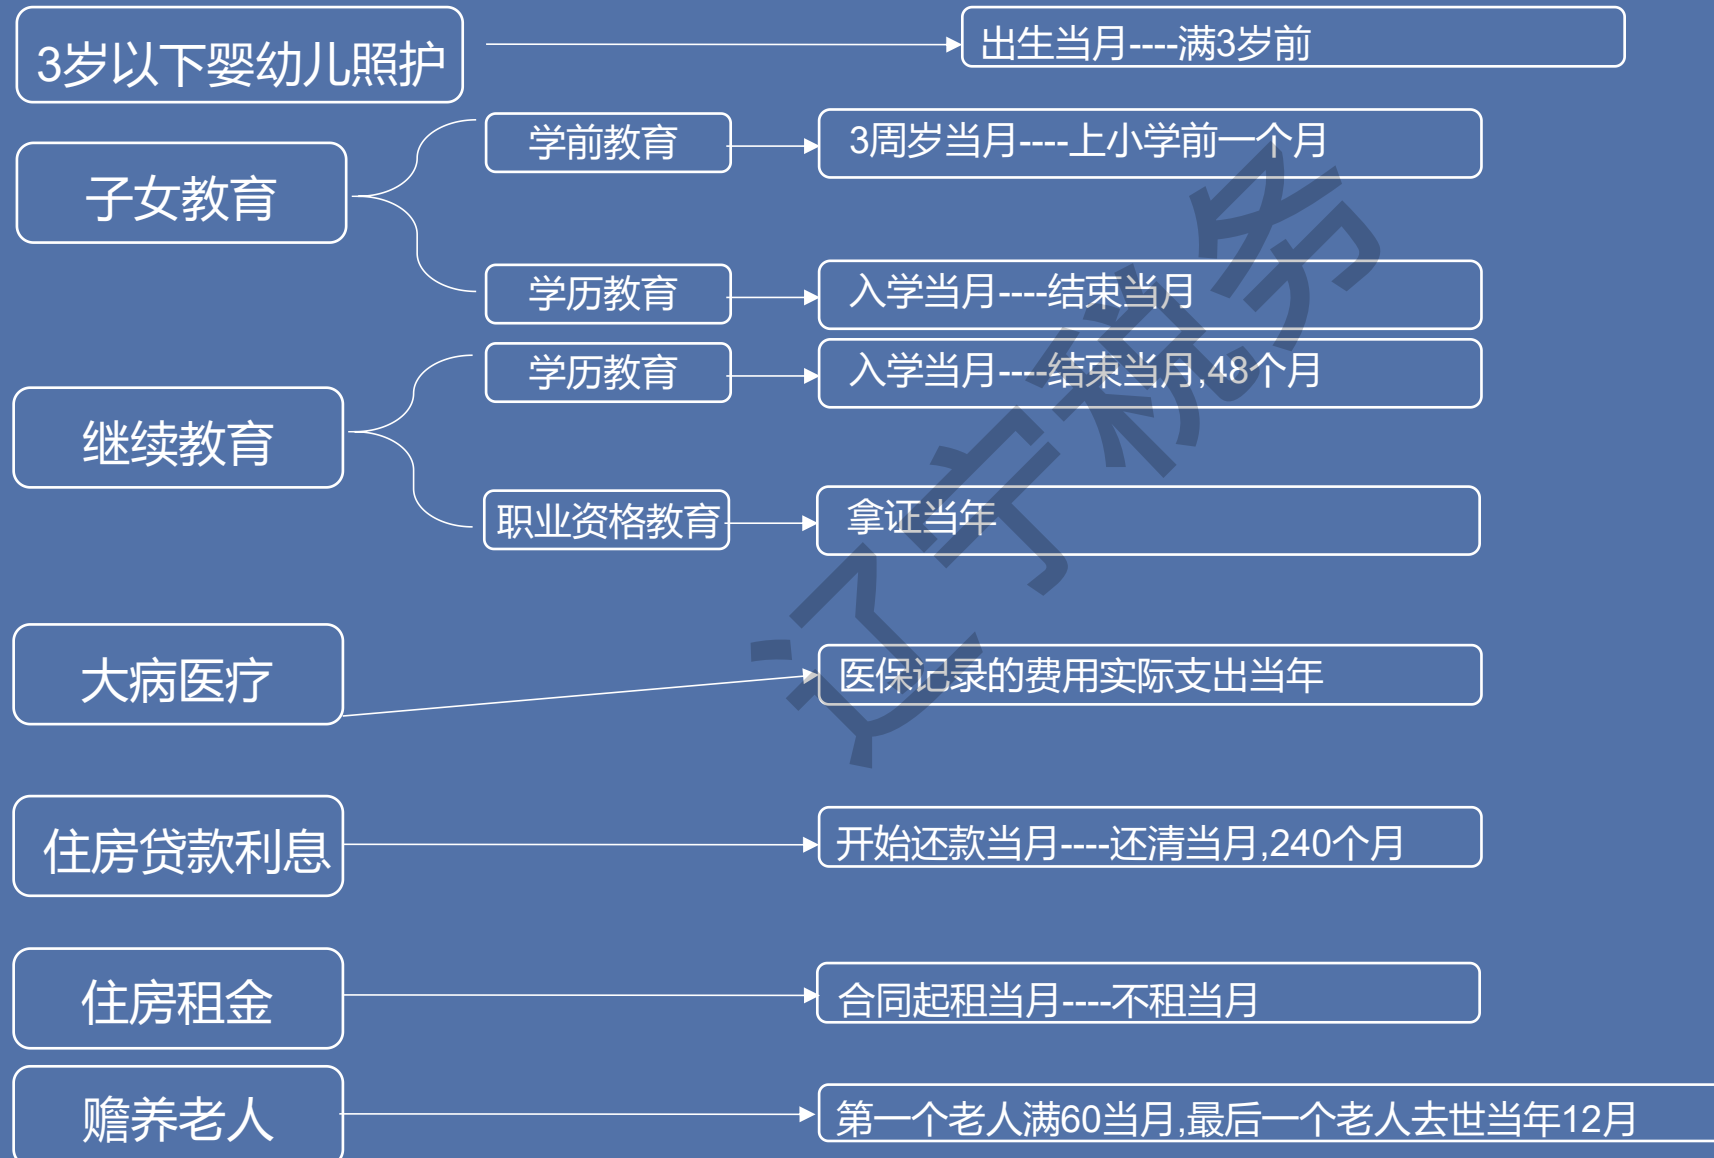 3岁以下婴幼儿照护
出生当月----满3岁前
子女教育
学前教育
3周岁当月----上小学前一个月
学历教育
入学当月----结束当月
继续教育
学历教育
入学当月----结束当月,48个月
职业资格教育
拿证当年
大病医疗
医保记录的费用实际支出当年
住房贷款利息
开始还款当月----还清当月,240个月
住房租金
合同起租当月----不租当月
赡养老人
第一个老人满60当月,最后一个老人去世当年12月
辽宁税务